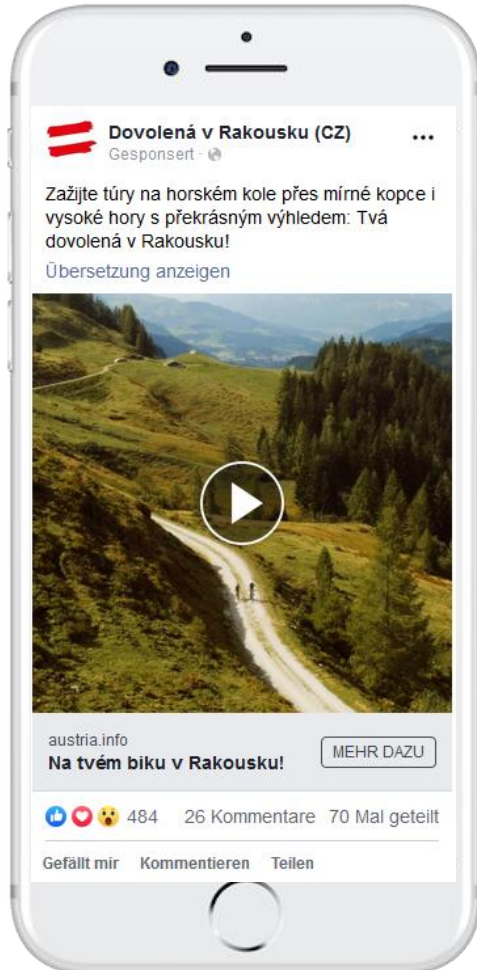 Dovolená v Rakousku (CZ)
Gesponsert ·
Zažijte túry na horském kole přes mírné kopce i
vysoké hory s překrásným výhledem: Tvá
dovolená v Rakousku!
Übersetzung anzeigen
austria.info
Na tvém biku v Rakousku!
MEHR DAZU
484 26 Kommentare 70 Mal geteilt
Gefällt mir Kommentieren Teilen